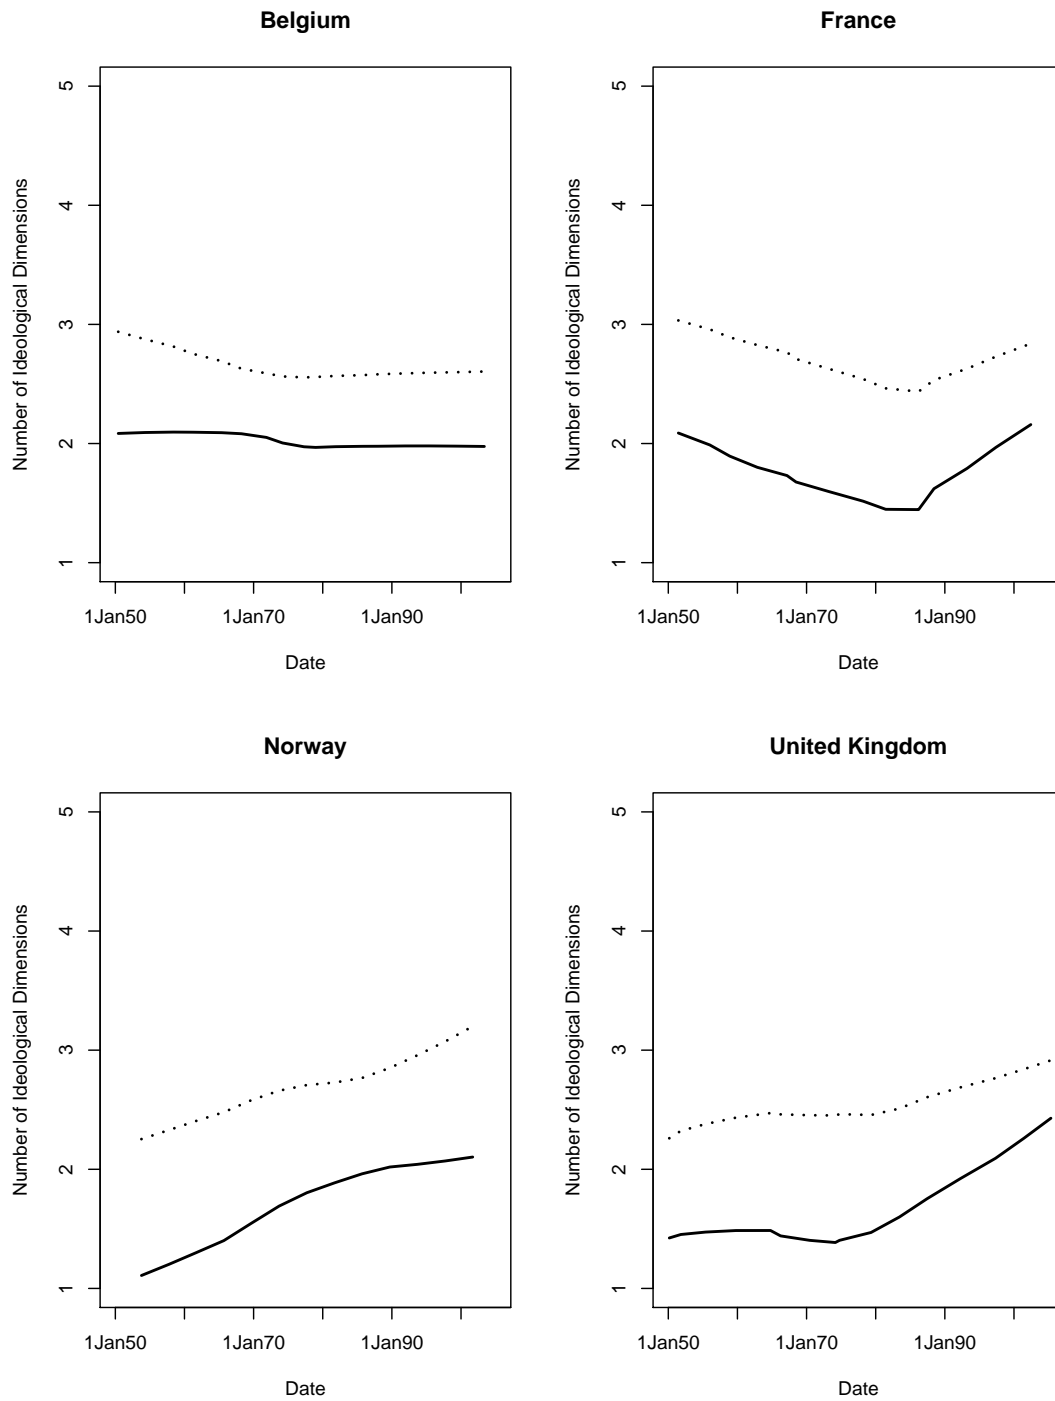 Belgium
Number of Ideological Dimensions
5
4
3
2
1
1Jan50 1Jan70 1Jan90
Date
France
Number of Ideological Dimensions
5
4
3
2
1
1Jan50 1Jan70 1Jan90
Date
Norway
Number of Ideological Dimensions
5
4
3
2
1
1Jan50 1Jan70 1Jan90
Date
United Kingdom
Number of Ideological Dimensions
5
4
3
2
1
1Jan50 1Jan70 1Jan90
Date